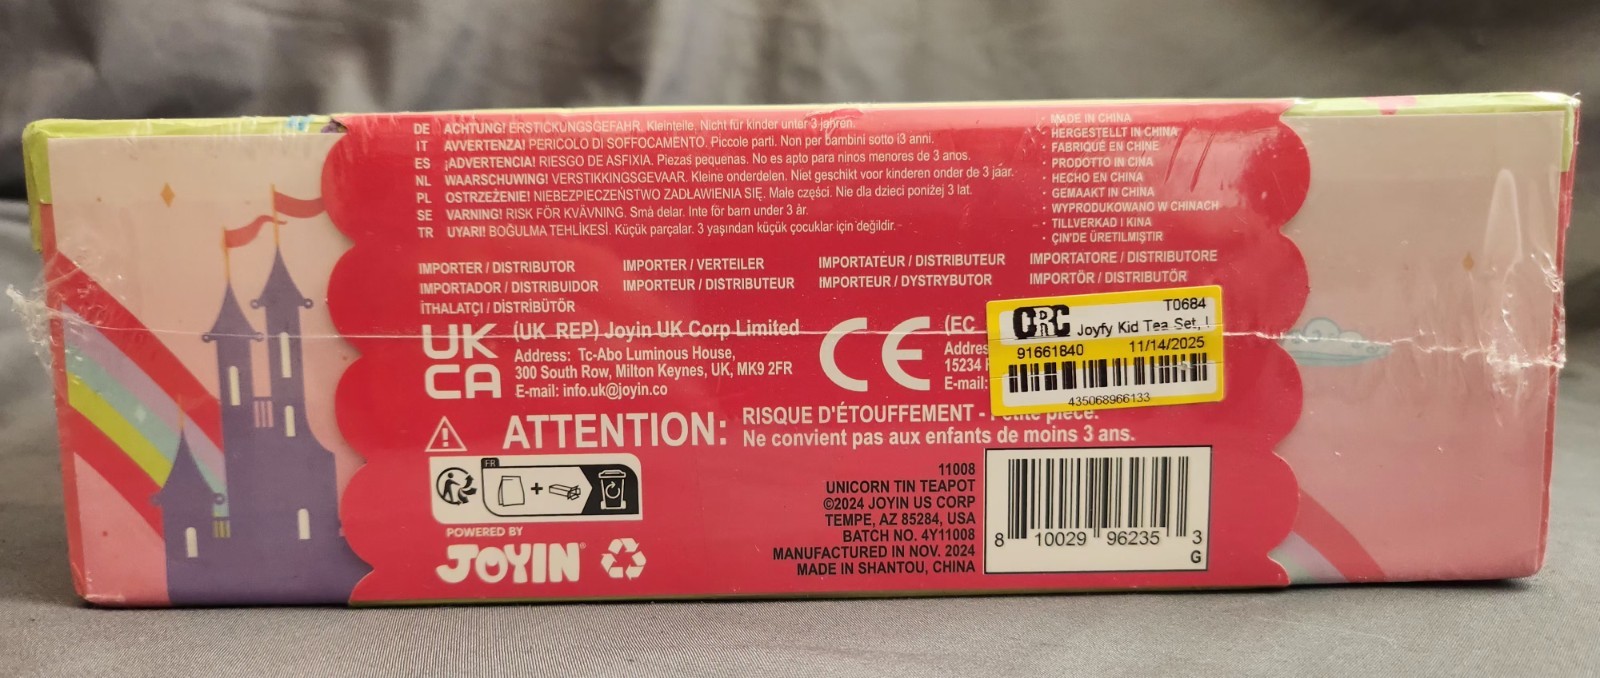 DE ACHTUNG! ERSTICKUNGSGEFAHR. Kleinteile. Nicht für kinder unter 3 jahren.
IT AVVERTENZA! PERICOLO DI SOFFOCAMENTO. Piccole parti. Non per bambini sotto i3 anni.
ES ¡ADVERTENCIA! RIESGO DE ASFIXIA. Piezas pequenas. No es apto para ninos menores de 3 anos.
NL WAARSCHUWING! VERSTIKKINGSGEVAAR. Kleine onderdelen. Niet geschikt voor kinderen onder de 3 jaar.
PL OSTRZEŻENIE! NIEBEZPIECZEŃSTWO ZADŁAWIENIA SIĘ. Małe części. Nie dla dzieci poniżej 3 lat.
SE VARNING! RISK FÖR KVÄVNING. Små delar. Inte för barn under 3 år.
TR UYARI! BOĞULMA TEHLİKESİ. Küçük parçalar. 3 yaşından küçük çocuklar için değildir.
· MADE IN CHINA
· HERGESTELLT IN CHINA
· FABRIQUÉ EN CHINE
· PRODOTTO IN CINA
· HECHO EN CHINA
· GEMAAKT IN CHINA
· WYPRODUKOWANO W CHINACH
· TILLVERKAD I KINA
· ÇIN'DE ÜRETILMIŞTIR
IMPORTER / DISTRIBUTOR IMPORTER / VERTEILER IMPORTATEUR / DISTRIBUTEUR IMPORTATORE / DISTRIBUTORE
IMPORTADOR / DISTRIBUIDOR IMPORTEUR / DISTRIBUTEUR IMPORTEUR / DYSTRYBUTOR IMPORTÖR / DISTRIBUTÖR
İTHALATÇI / DİSTRİBÜTÖR
UK
CA
(UK REP) Joyin UK Corp Limited
Address: Tc-Abo Luminous House,
300 South Row, Milton Keynes, UK, MK9 2FR
E-mail: info.uk@joyin.co
CE
(EC
Addres
15234
E-mail:
CRC T0684
Joyfy Kid Tea Set,
91661840 11/14/2025
435068966133
ATTENTION: RISQUE D'ÉTOUFFEMENT - Petite pièce.
Ne convient pas aux enfants de moins 3 ans.
FR
POWERED BY
JOYIN
11008
UNICORN TIN TEAPOT
©2024 JOYIN US CORP
TEMPE, AZ 85284, USA
BATCH NO. 4Y11008
MANUFACTURED IN NOV. 2024
MADE IN SHANTOU, CHINA
8 10029 96235 3
G